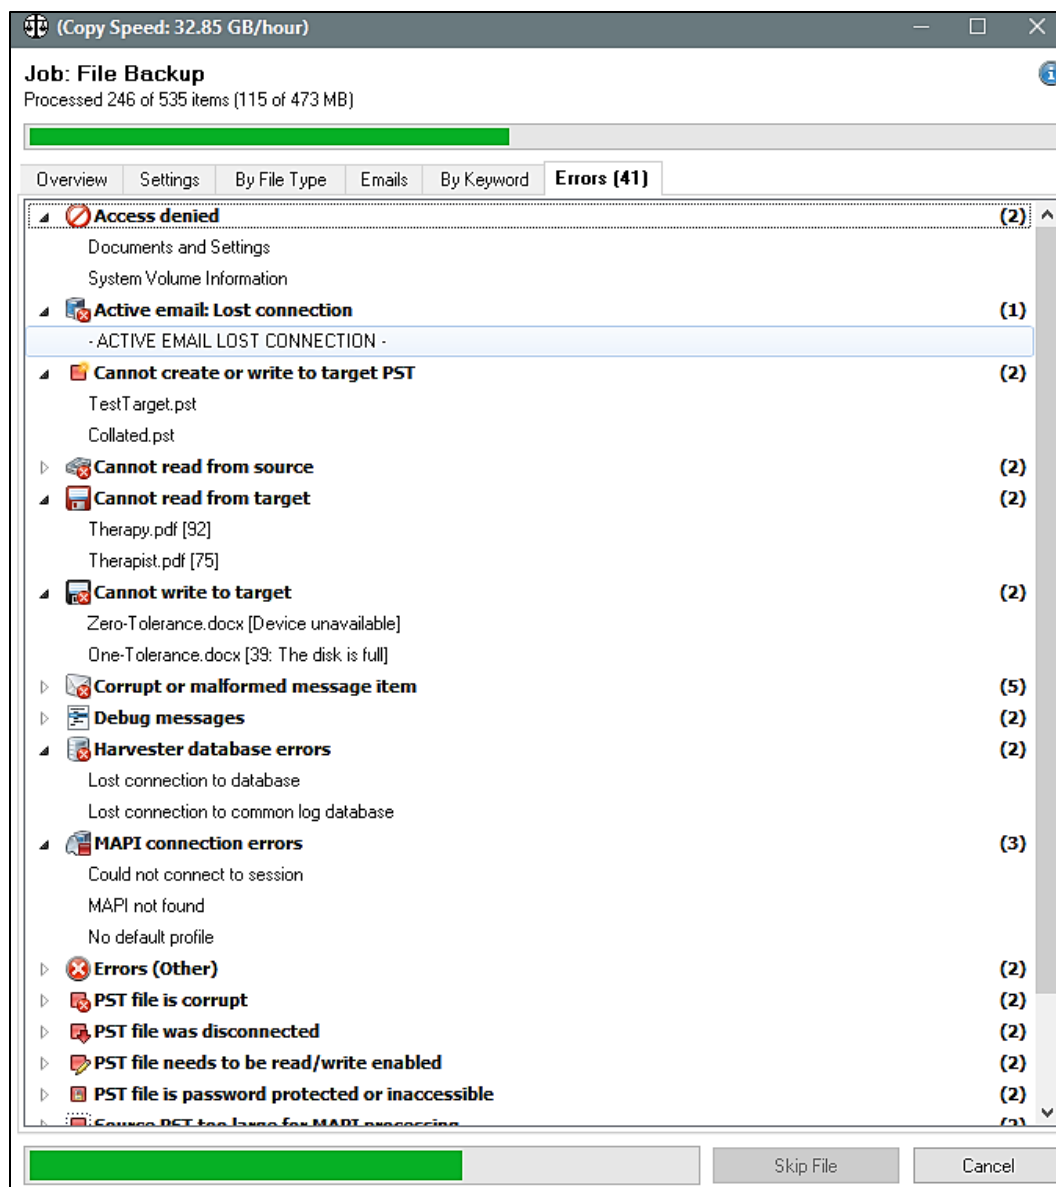 (Copy Speed: 32.85 GB/hour)
Job: File Backup
Processed 246 of 535 items (115 of 473 MB)
Overview Settings By File Type Emails By Keyword Errors (41)
Access denied (2)
Documents and Settings
System Volume Information
Active email: Lost connection (1)
- ACTIVE EMAIL LOST CONNECTION -
Cannot create or write to target PST (2)
TestTarget.pst
Collated.pst
Cannot read from source (2)
Cannot read from target (2)
Therapy.pdf [92]
Therapist.pdf [75]
Cannot write to target (2)
Zero-Tolerance.docx [Device unavailable]
One-Tolerance.docx [39: The disk is full]
Corrupt or malformed message item (5)
Debug messages (2)
Harvester database errors (2)
Lost connection to database
Lost connection to common log database
MAPI connection errors (3)
Could not connect to session
MAPI not found
No default profile
Errors (Other) (2)
PST file is corrupt (2)
PST file was disconnected (2)
PST file needs to be read/write enabled (2)
PST file is password protected or inaccessible (2)
Source PST too large for MAPI processing
Skip File Cancel